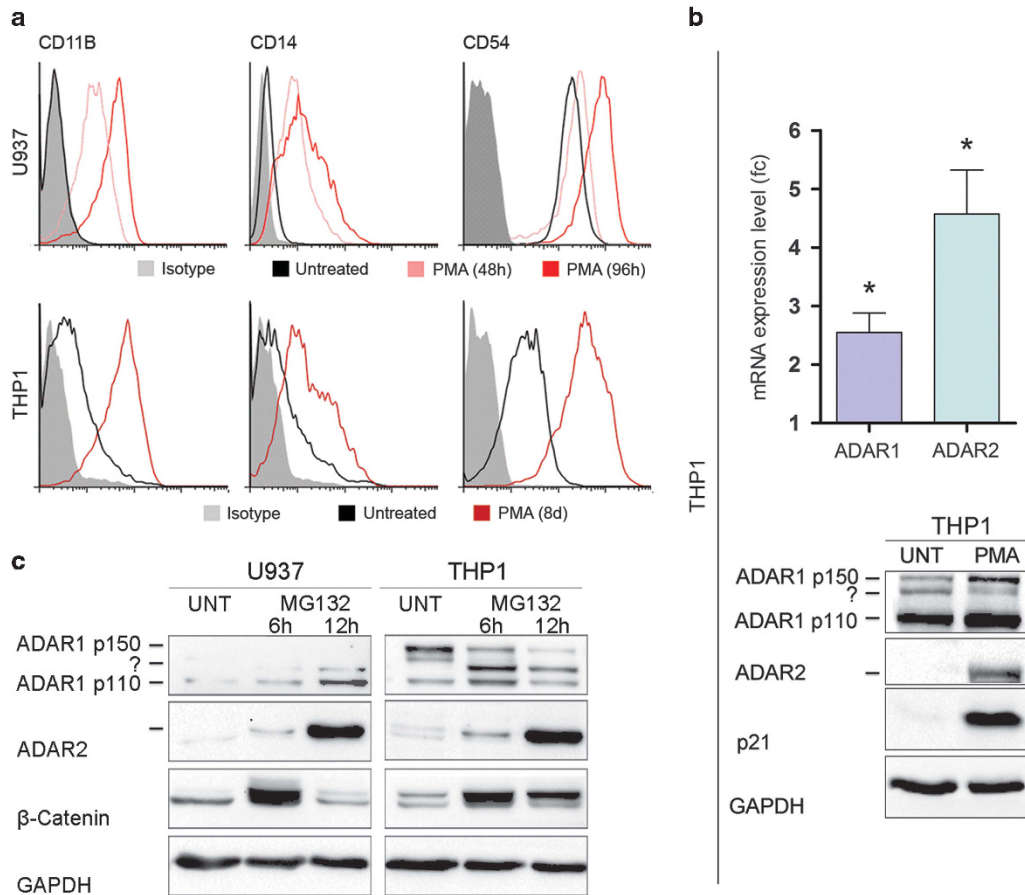 a
CD11B
CD14
CD54
U937
Isotype
Untreated
PMA (48h)
PMA (96h)
THP1
Isotype
Untreated
PMA (8d)
b
THP1
mRNA expression level (fc)
6
5
4
3
2
1
*
*
ADAR1
ADAR2
THP1
UNT PMA
ADAR1 p150
?
ADAR1 p110
ADAR2
p21
GAPDH
c
U937 THP1
UNT MG132 UNT MG132
6h 12h 6h 12h
ADAR1 p150
?
ADAR1 p110
ADAR2
β-Catenin
GAPDH